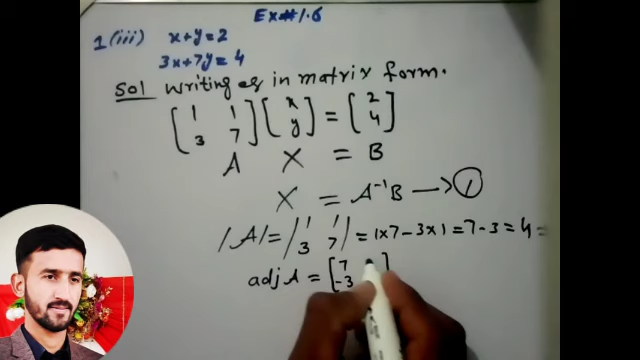 Ex# 1.6
1(iii) x+y=2
3x+7y=4
Sol writing eq in matrix form.
[1 1 3 7] [x y] = [2 4]
A X = B
X = A⁻¹B → 1
|A| = |1 1 3 7| = 1×7 - 3×1 = 7-3 = 4 =
adjA = [7 -3